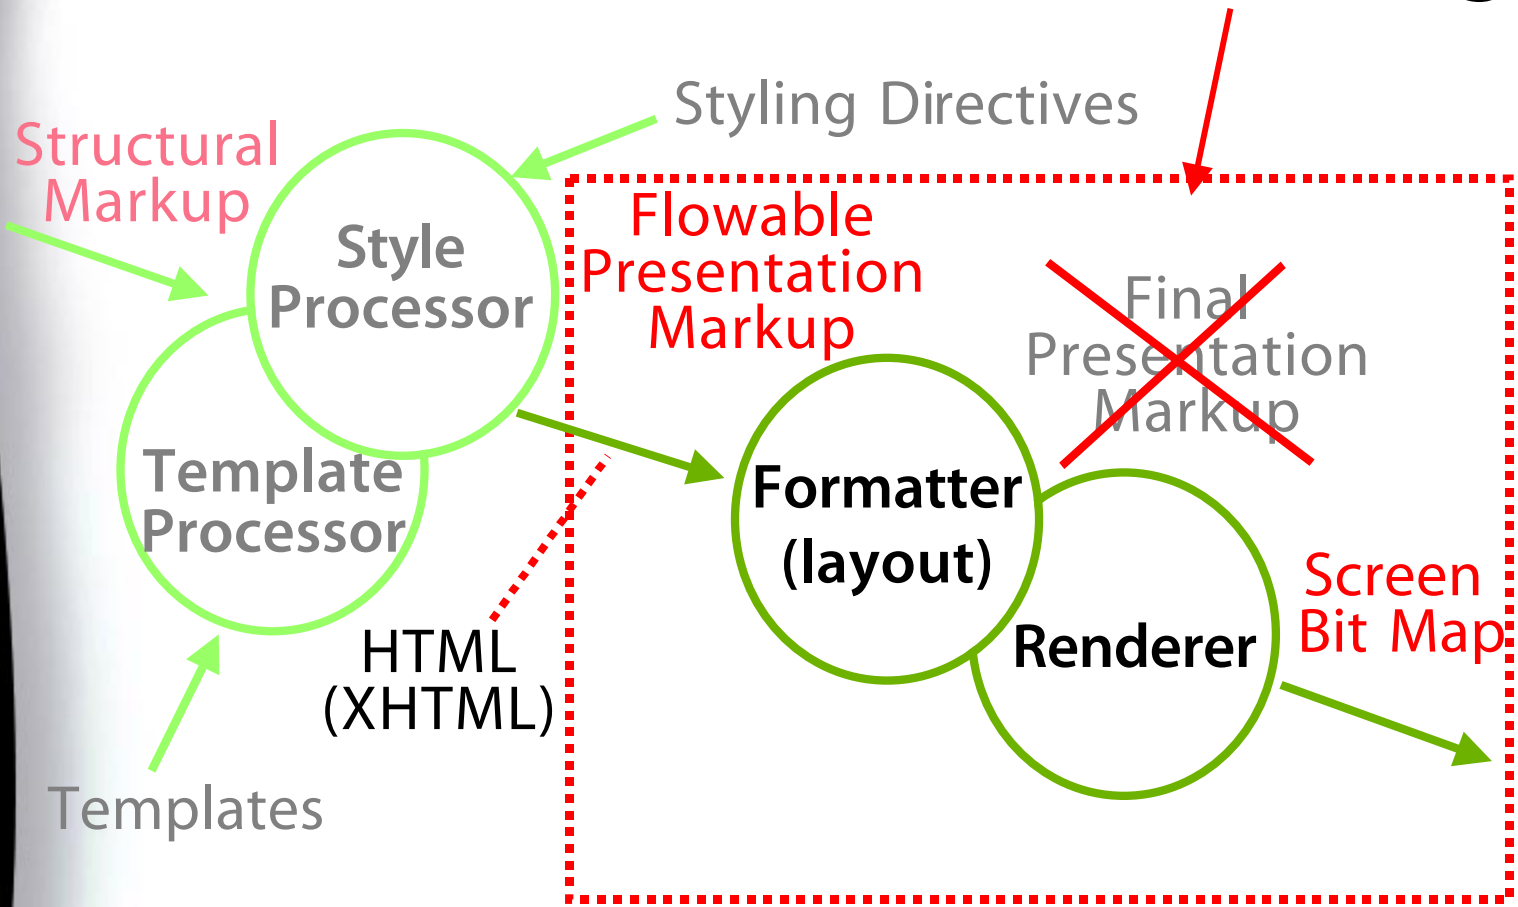 Styling Directives
Structural
Markup
Style
Processor
Flowable
Presentation
Markup
Final
Presentation
Markup
Template
Processor
Formatter
(layout)
Renderer
Screen
Bit Map
HTML
(XHTML)
Templates